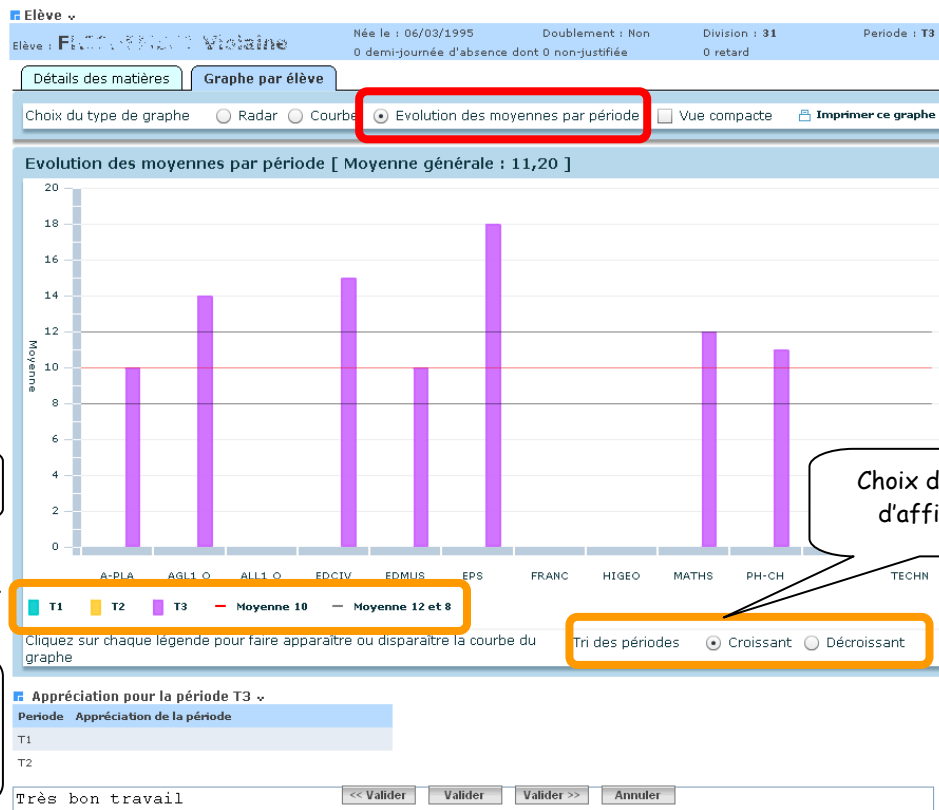 Elève
Elève : Violaine
Née le : 06/03/1995 Doublement : Non Division : 31 Periode : T3
0 demi-journée d'absence dont 0 non-justifiée 0 retard
Détails des matières Graphe par élève
Choix du type de graphe Radar Courbe Evolution des moyennes par période Vue compacte Imprimer ce graphe
Evolution des moyennes par période [ Moyenne générale : 11,20 ]
20
18
16
14
12
10
8
6
4
2
0
Moyenne
Choix d
d'affi
A-PLA AGL1 O ALL1 O EDCIV EDMUS EPS FRANC HIGEO MATHS PH-CH TECHN
T1 T2 T3 Moyenne 10 Moyenne 12 et 8
Cliquez sur chaque légende pour faire apparaître ou disparaître la courbe du
graphe
Tri des périodes Croissant Décroissant
Appréciation pour la période T3
Periode Appréciation de la période
T1
T2
Très bon travail
<< Valider Valider Valider >> Annuler